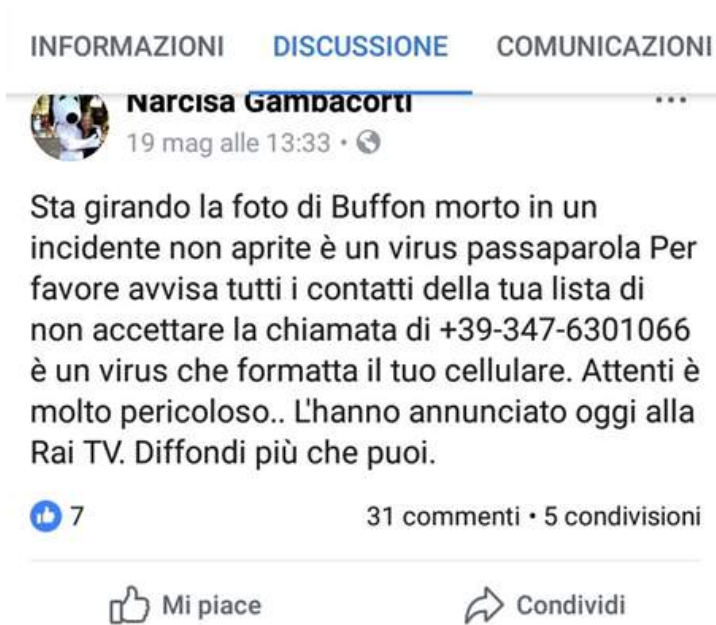 INFORMAZIONI DISCUSSIONE COMUNICAZIONI
Narcisa Gambacorti
19 mag alle 13:33 •
Sta girando la foto di Buffon morto in un
incidente non aprite è un virus passaparola Per
favore avvisa tutti i contatti della tua lista di
non accettare la chiamata di +39-347-6301066
è un virus che formatta il tuo cellulare. Attenti è
molto pericoloso.. L'hanno annunciato oggi alla
Rai TV. Diffondi più che puoi.
7 31 commenti • 5 condivisioni
Mi piace Condividi